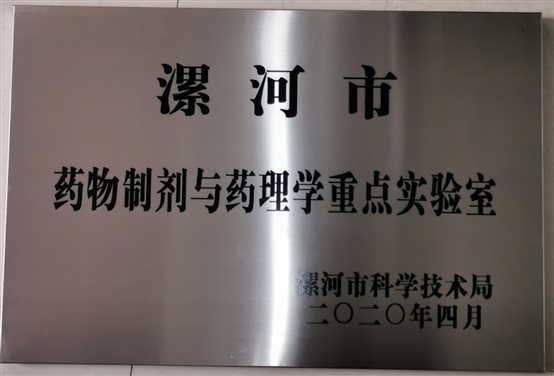 漯河市
药物制剂与药理学重点实验室
漯河市科学技术局
二〇二〇年四月